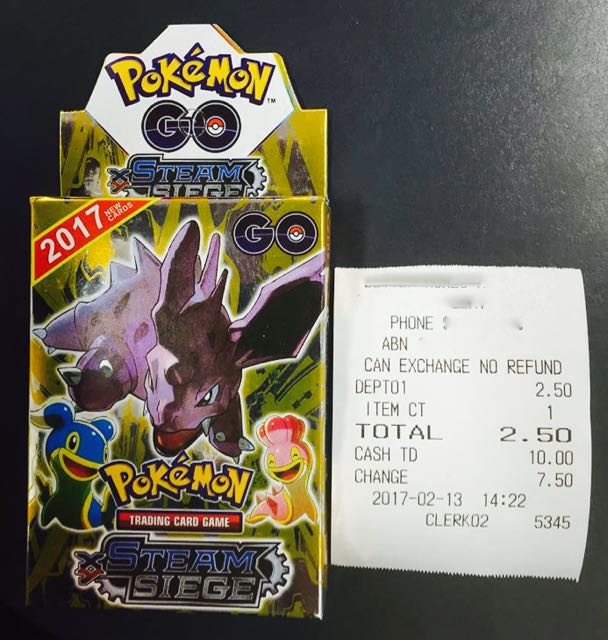 POKéMON
TM
GO
STEAM
SIEGE
2017
NEW
CARDS
GO
POKéMON
TRADING CARD GAME
STEAM
SIEGE
PHONE
ABN
CAN EXCHANGE NO REFUND
DEPT01 2.50
ITEM CT 1
TOTAL 2.50
CASH TD 10.00
CHANGE 7.50
2017-02-13 14:22
CLERK02 5345